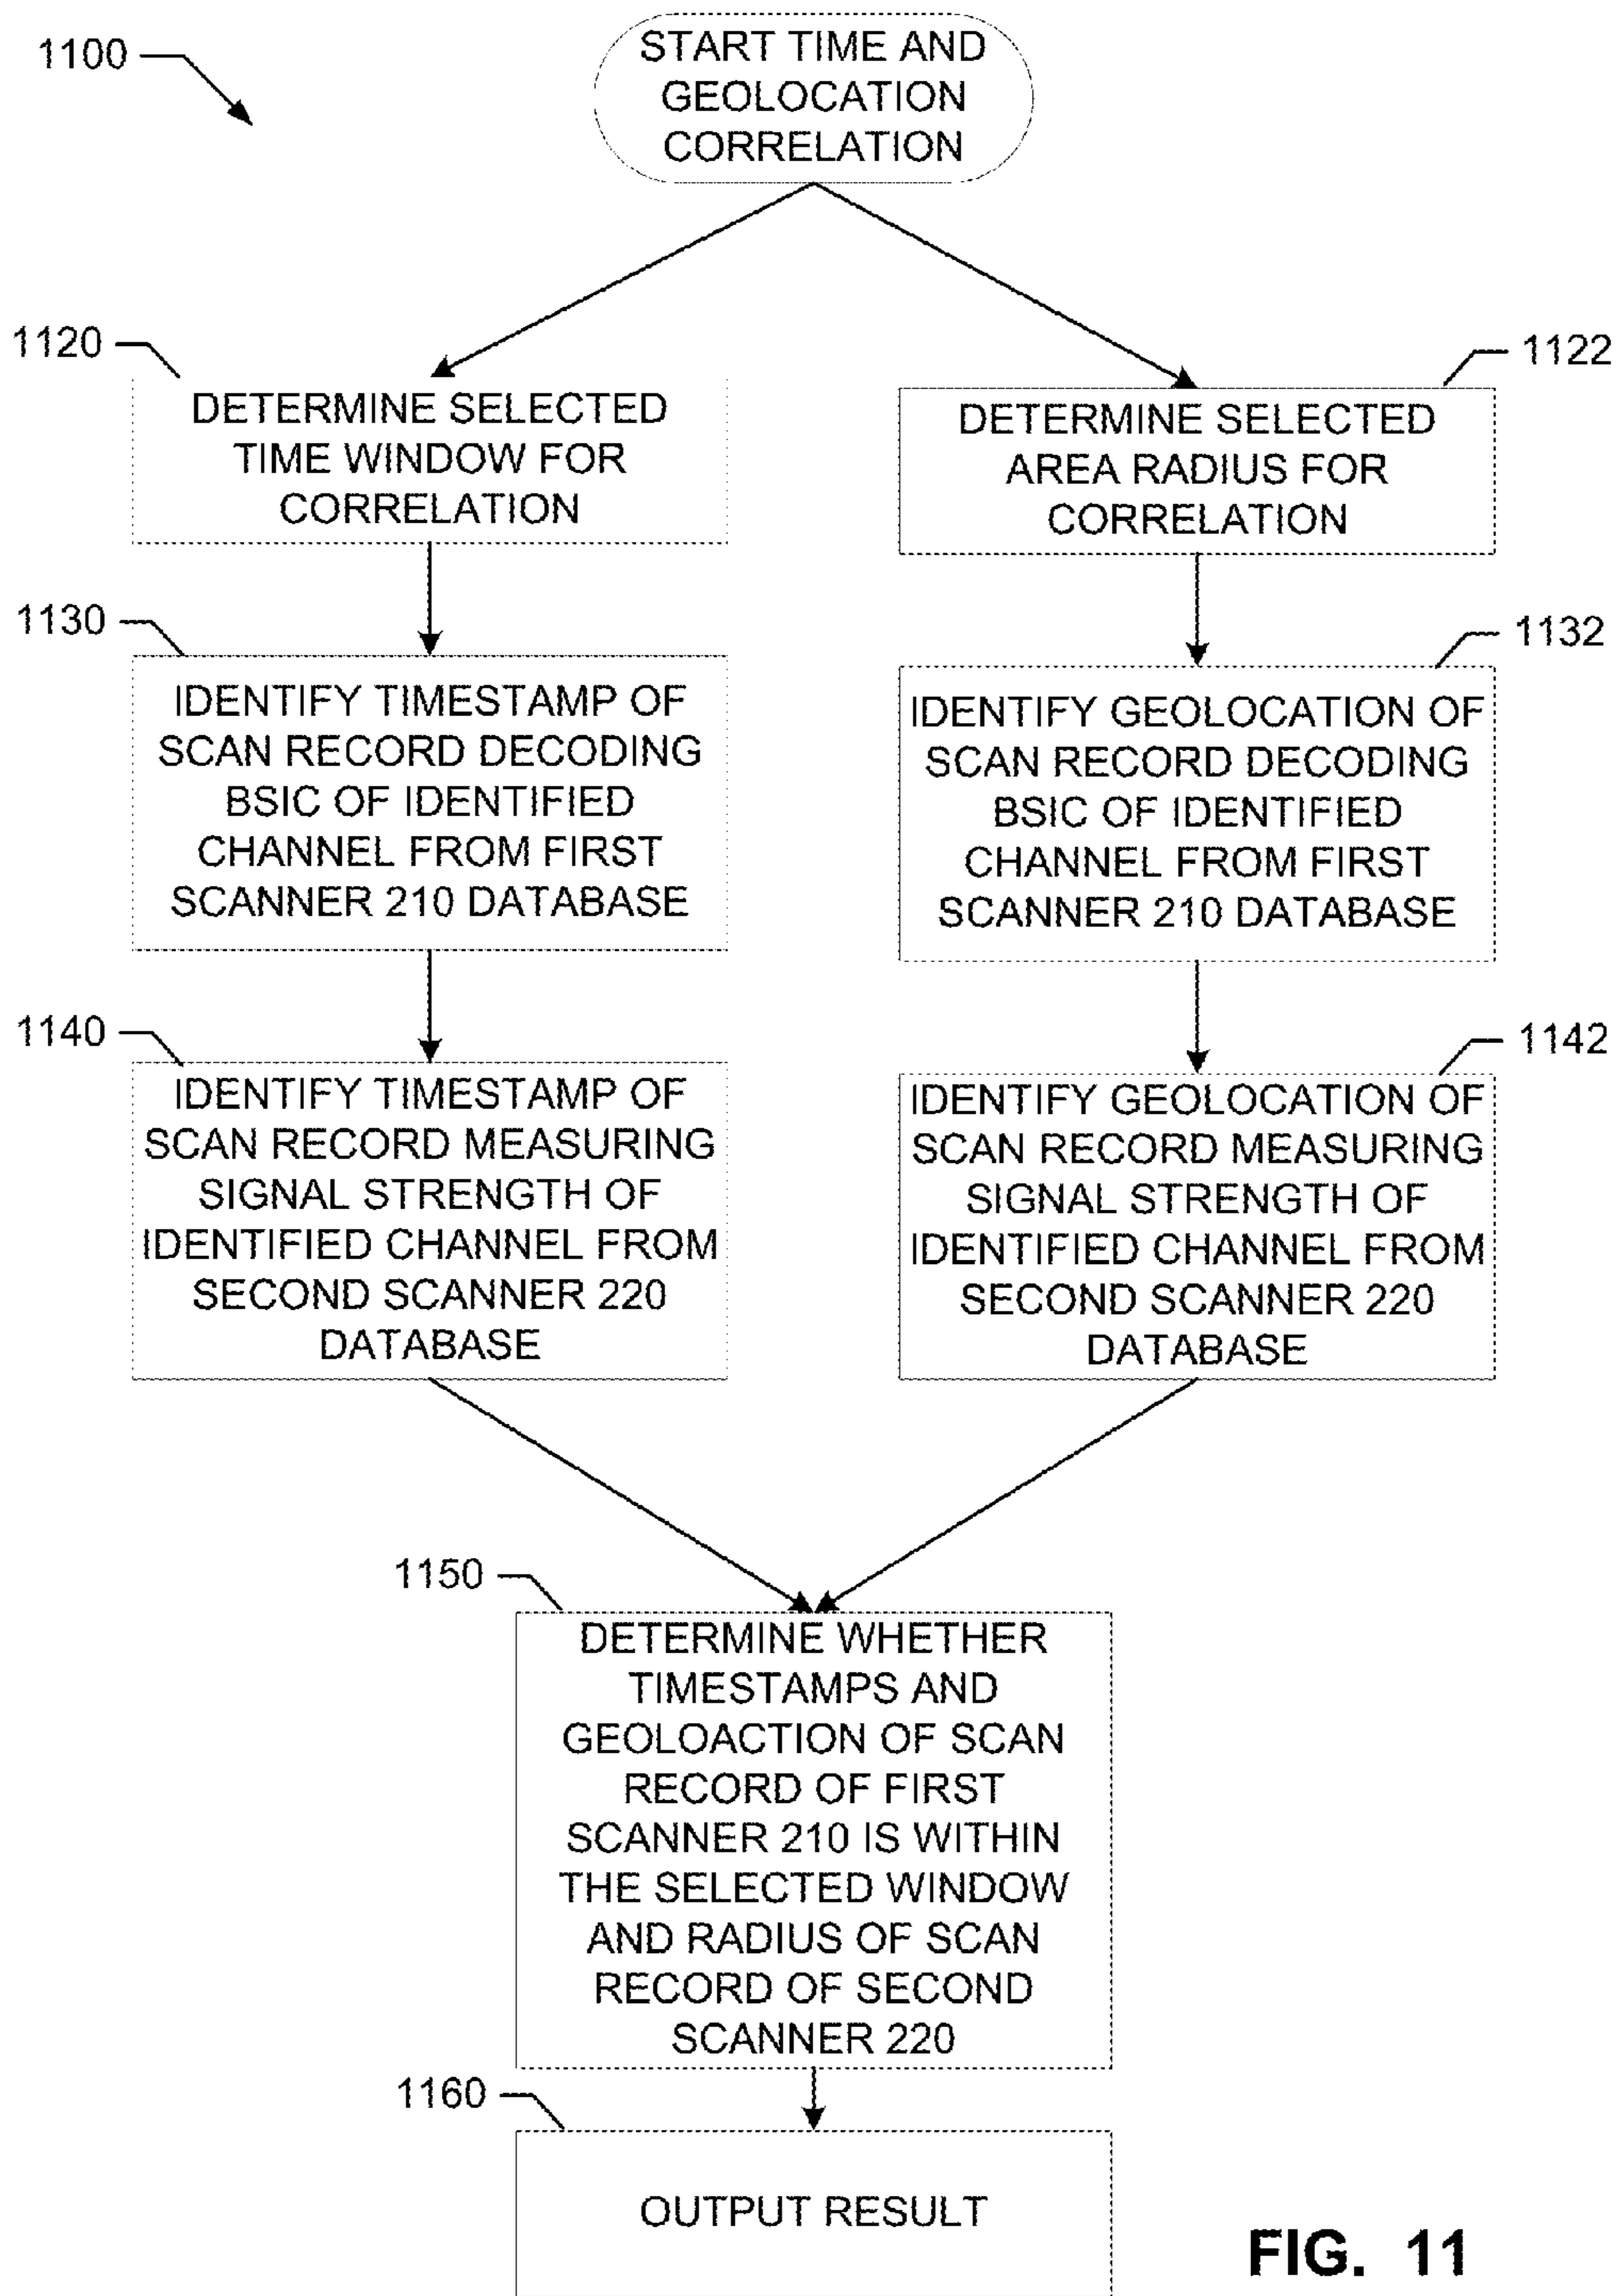 1100
START TIME AND
GEOLOCATION
CORRELATION
1120
DETERMINE SELECTED
TIME WINDOW FOR
CORRELATION
1122
DETERMINE SELECTED
AREA RADIUS FOR
CORRELATION
1130
IDENTIFY TIMESTAMP OF
SCAN RECORD DECODING
BSIC OF IDENTIFIED
CHANNEL FROM FIRST
SCANNER 210 DATABASE
1132
IDENTIFY GEOLOCATION OF
SCAN RECORD DECODING
BSIC OF IDENTIFIED
CHANNEL FROM FIRST
SCANNER 210 DATABASE
1140
IDENTIFY TIMESTAMP OF
SCAN RECORD MEASURING
SIGNAL STRENGTH OF
IDENTIFIED CHANNEL FROM
SECOND SCANNER 220
DATABASE
1142
IDENTIFY GEOLOCATION OF
SCAN RECORD MEASURING
SIGNAL STRENGTH OF
IDENTIFIED CHANNEL FROM
SECOND SCANNER 220
DATABASE
1150
DETERMINE WHETHER
TIMESTAMPS AND
GEOLOACTION OF SCAN
RECORD OF FIRST
SCANNER 210 IS WITHIN
THE SELECTED WINDOW
AND RADIUS OF SCAN
RECORD OF SECOND
SCANNER 220
1160
OUTPUT RESULT
FIG. 11